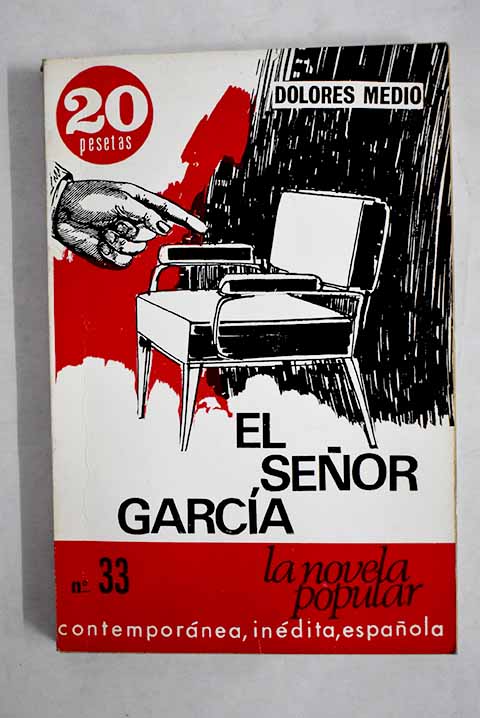 20
pesetas
DOLORES MEDIO
EL
SEÑOR
GARCÍA
nº 33
la novela
popular
contemporánea, inédita, española